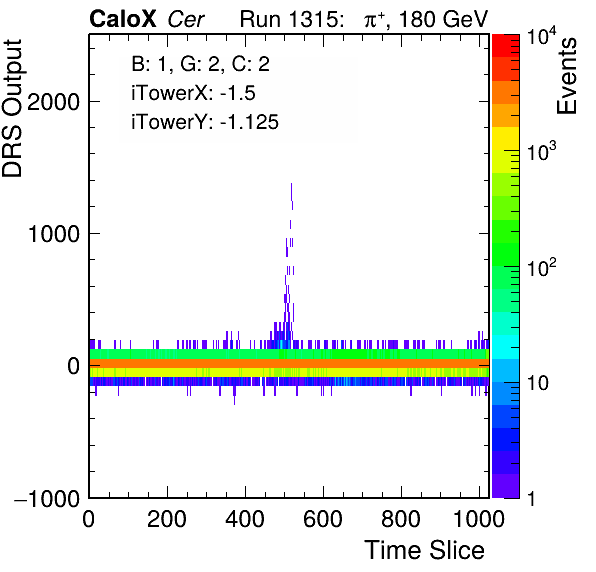 CaloX Cer Run 1315: π⁺, 180 GeV
B: 1, G: 2, C: 2
iTowerX: -1.5
iTowerY: -1.125
DRS Output
2000
1000
0
−1000
0 200 400 600 800 1000
Time Slice
Events
10⁴
10³
10²
10
1